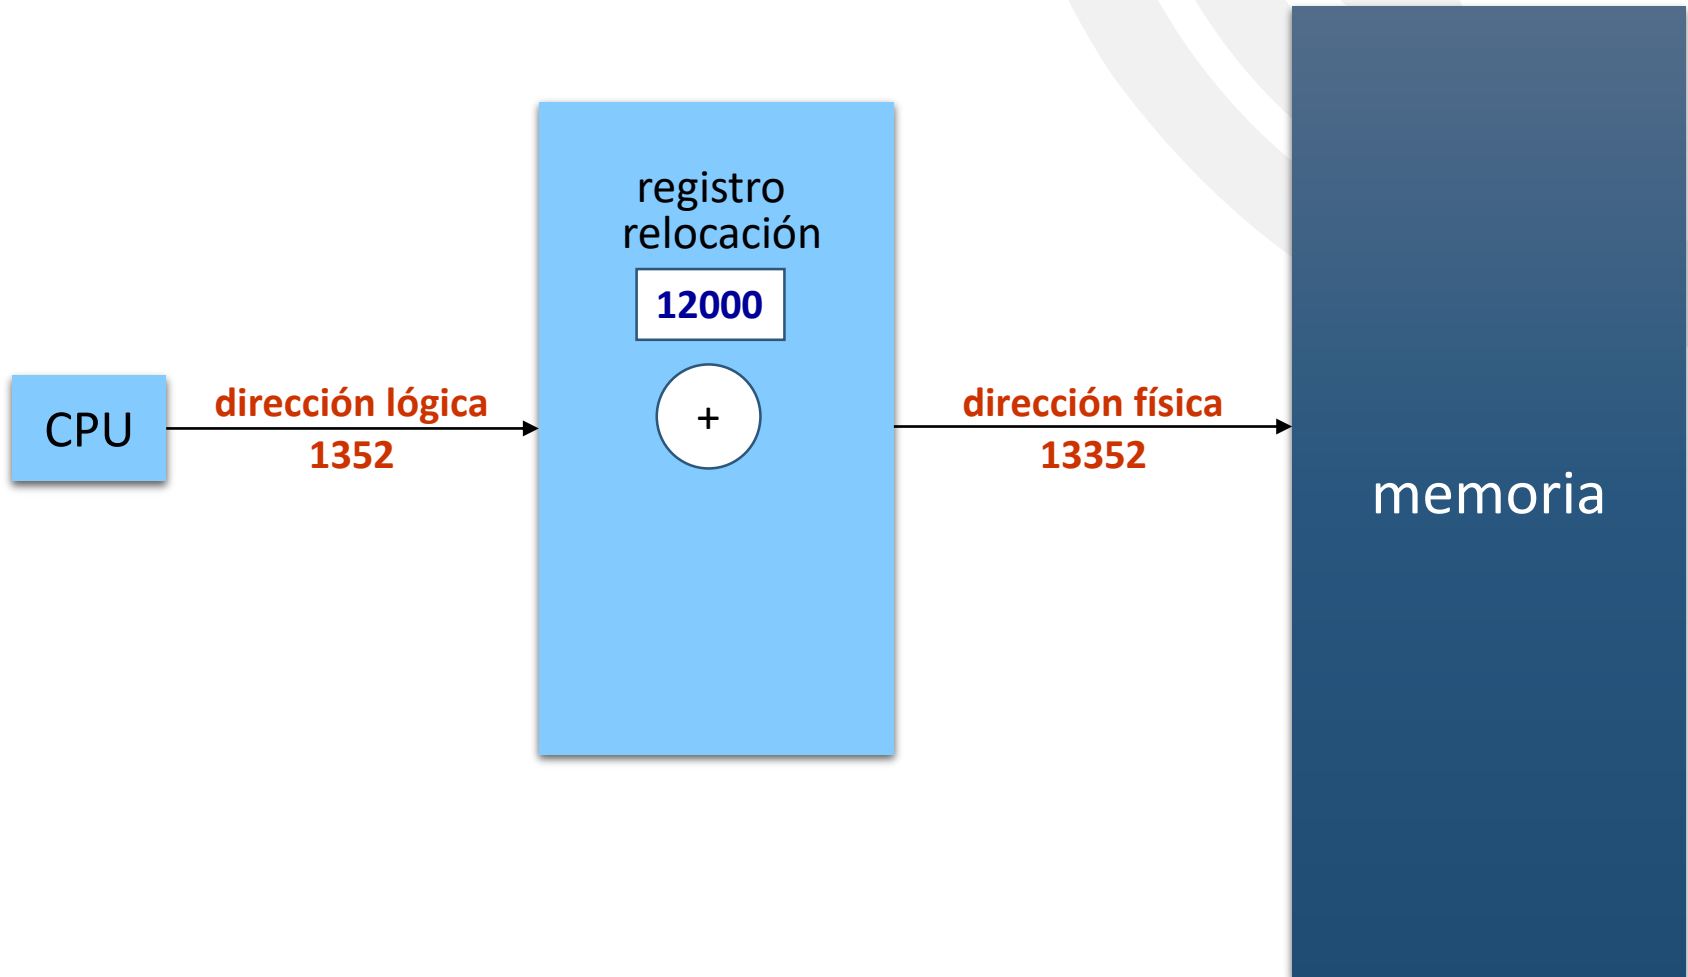 registro
relocación
12000
CPU
dirección lógica
1352
+
dirección física
13352
memoria